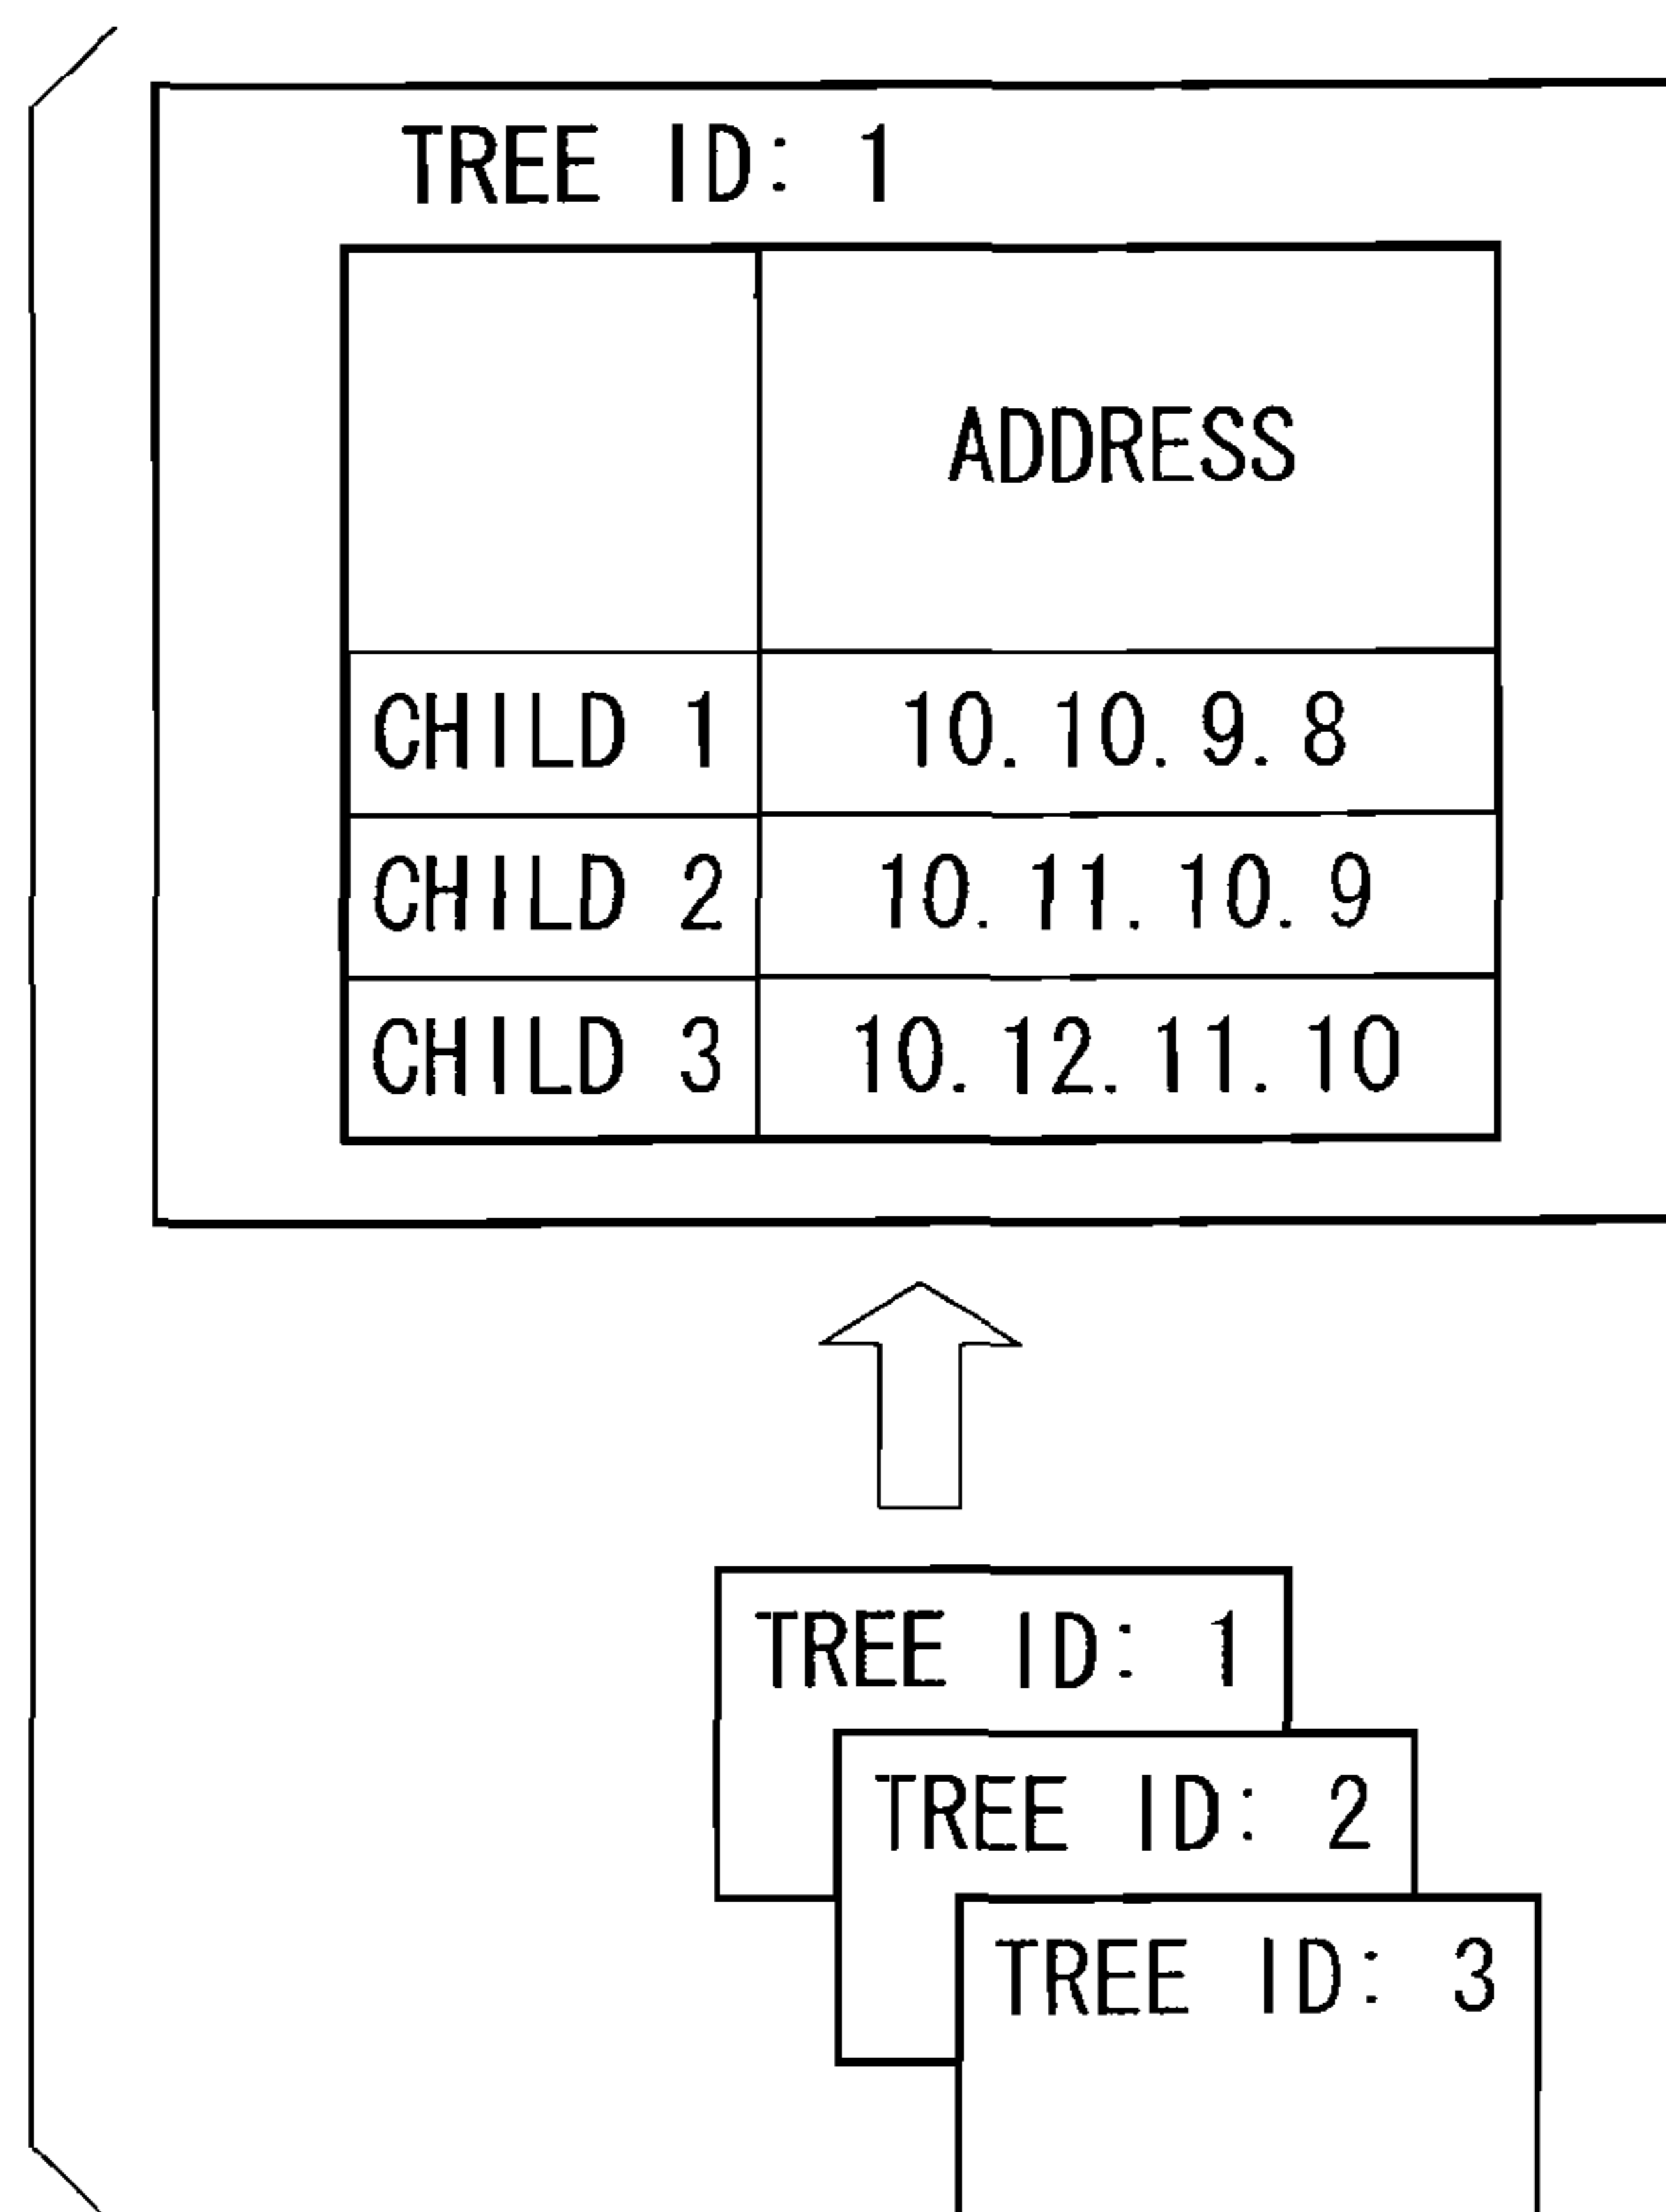 TREE ID: 1
ADDRESS
CHILD 1 10.10.9.8
CHILD 2 10.11.10.9
CHILD 3 10.12.11.10
TREE ID: 1
TREE ID: 2
TREE ID: 3